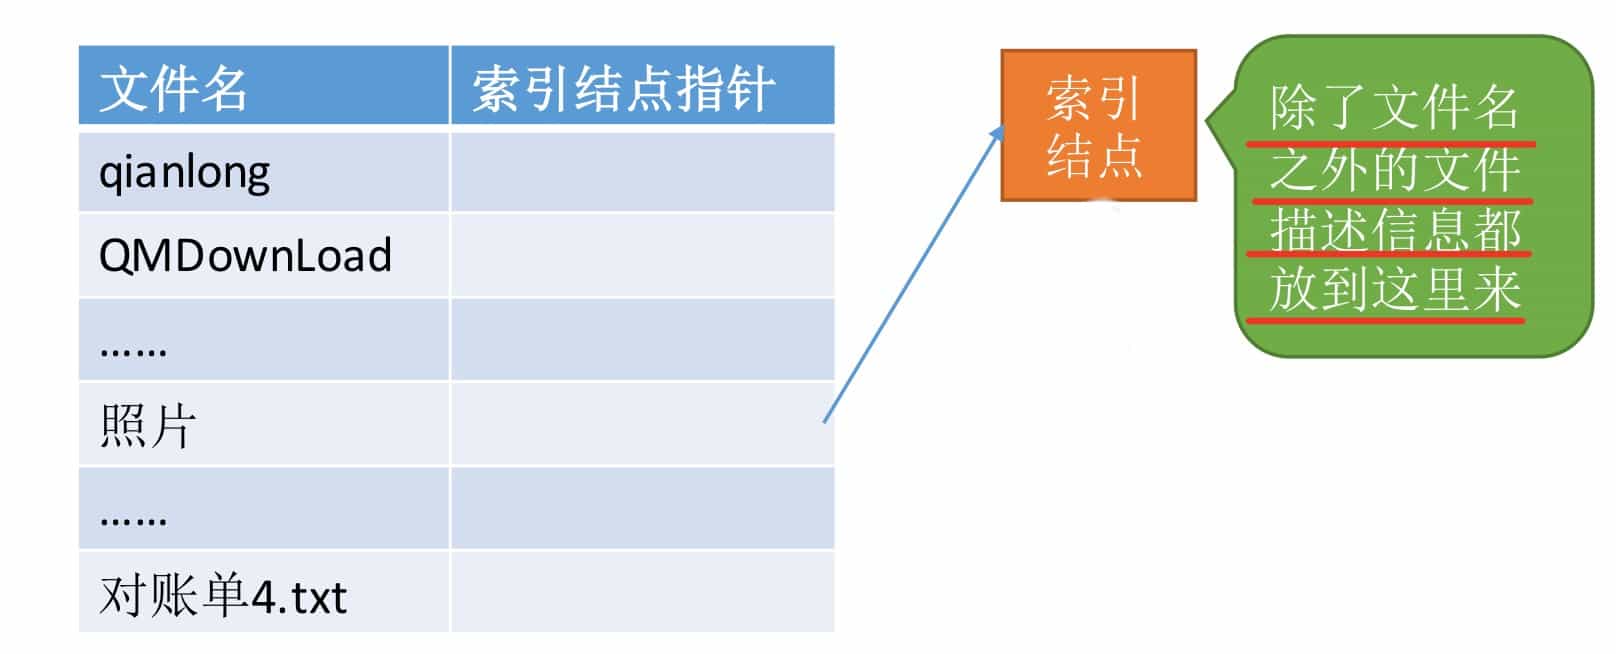 文件名 索引结点指针
qianlong
QMDownLoad
……
照片
……
对账单4.txt
索引
结点
除了文件名
之外的文件
描述信息都
放到这里来